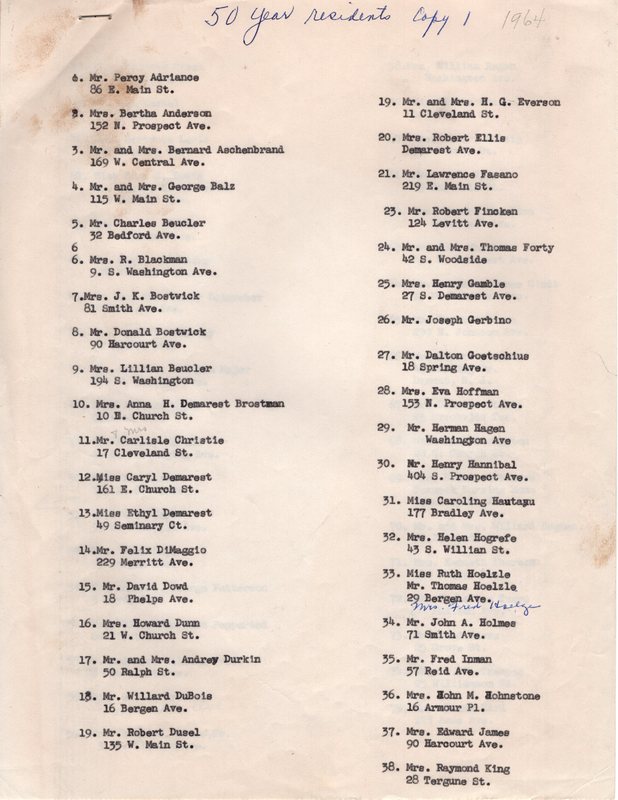 50 Year residents Copy 1 1964
6. Mr. Percy Adriance
86 E. Main St.
2. Mrs. Bertha Anderson
152 N. Prospect Ave.
3. Mr. and Mrs. Bernard Aschenbrand
169 W. Central Ave.
4. Mr. and Mrs. George Balz
115 W. Main St.
5. Mr. Charles Beucler
32 Bedford Ave.
6
6. Mrs. R. Blackman
9. S. Washington Ave.
7.Mrs. J. K. Bostwick
81 Smith Ave.
8. Mr. Donald Bostwick
90 Harcourt Ave.
9. Mrs. Lillian Beucler
194 S. Washington
10. Mrs. Anna H. Demarest Brostman
10 E. Church St.
& Mrs
11.Mr. Carlisle Christie
17 Cleveland St.
12.Miss Caryl Demarest
161 E. Church St.
13.Miss Ethyl Demarest
49 Seminary Ct.
14.Mr. Felix DiMaggio
229 Merritt Ave.
15. Mr. David Dowd
18 Phelps Ave.
16. Mrs. Howard Dunn
21 W. Church St.
17. Mr. and Mrs. Andrey Durkin
50 Ralph St.
18. Mr. Willard DuBois
16 Bergen Ave.
19. Mr. Robert Dusel
135 W. Main St.
19. Mr. and Mrs. H. G. Everson
11 Cleveland St.
20. Mrs. Robert Ellis
Demarest Ave.
21. Mr. Lawrence Fasano
219 E. Main St.
23. Mr. Robert Fincken
124 Levitt Ave.
24. Mr. and Mrs. Thomas Forty
42 S. Woodside
25. Mrs. Henry Gamble
27 S. Demarest Ave.
26. Mr. Joseph Gerbino
27. Mr. Dalton Goetschius
18 Spring Ave.
28. Mrs. Eva Hoffman
153 N. Prospect Ave.
29. Mr. Herman Hagen
Washington Ave
30. Mr. Henry Hannibal
404 S. Prospect Ave.
31. Miss Caroling Hautau
177 Bradley Ave.
32. Mrs. Helen Hogrefe
43 S. Willian St.
33. Miss Ruth Hoelzle
Mr. Thomas Hoelzle
29 Bergen Ave.
Mrs. Fred Hoelze
34. Mr. John A. Holmes
71 Smith Ave.
35. Mr. Fred Inman
57 Reid Ave.
36. Mrs. John M. Johnstone
16 Armour Pl.
37. Mrs. Edward James
90 Harcourt Ave.
38. Mrs. Raymond King
28 Tergune St.